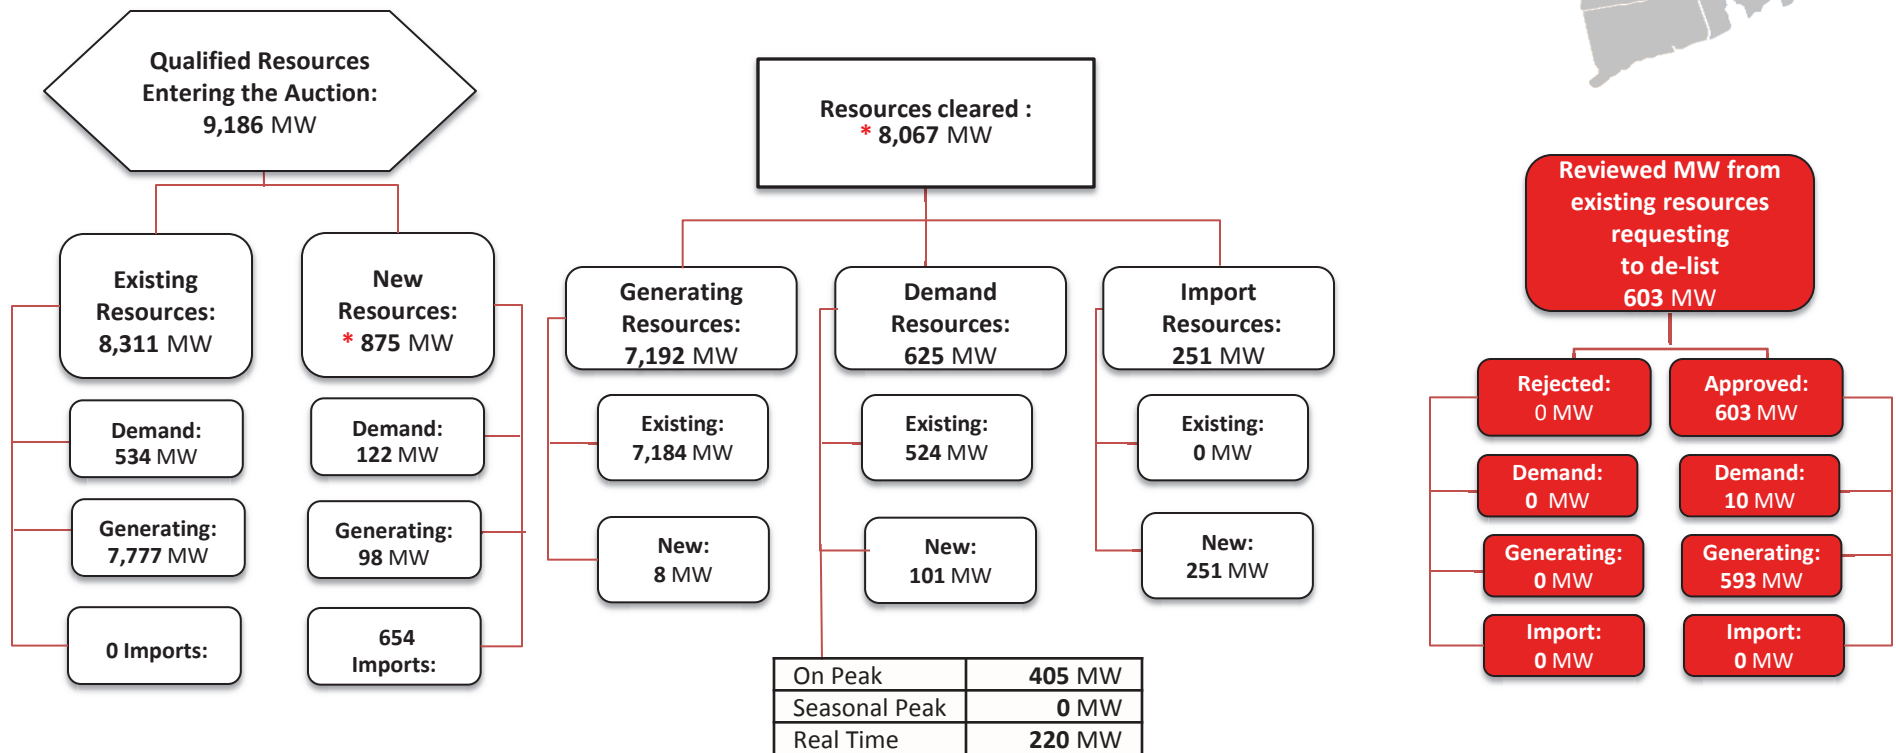 Qualified Resources
Entering the Auction:
9,186 MW
Existing
Resources:
8,311 MW
Demand:
534 MW
Generating:
7,777 MW
0 Imports:
New
Resources:
* 875 MW
Demand:
122 MW
Generating:
98 MW
654
Imports:
Resources cleared :
* 8,067 MW
Generating
Resources:
7,192 MW
Existing:
7,184 MW
New:
8 MW
Demand
Resources:
625 MW
Existing:
524 MW
New:
101 MW
Import
Resources:
251 MW
Existing:
0 MW
New:
251 MW
On Peak 405 MW
Seasonal Peak 0 MW
Real Time 220 MW
Reviewed MW from
existing resources
requesting
to de-list
603 MW
Rejected:
0 MW
Demand:
0 MW
Generating:
0 MW
Import:
0 MW
Approved:
603 MW
Demand:
10 MW
Generating:
593 MW
Import:
0 MW